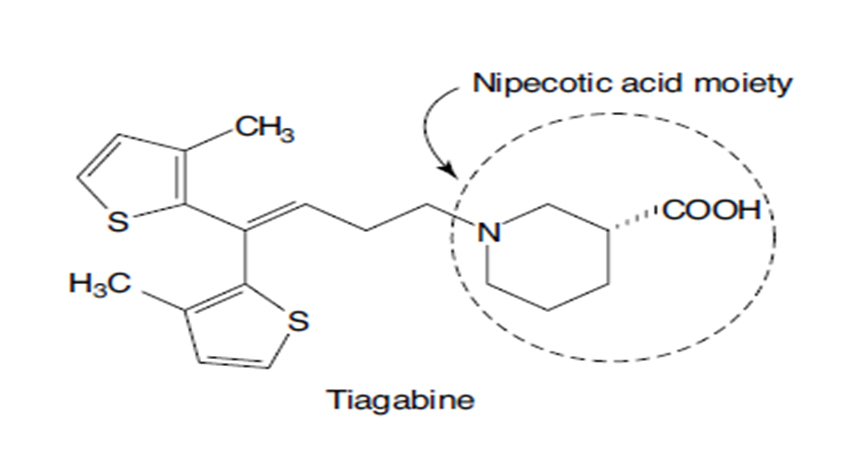 Nipecotic acid moiety
CH3
S
N
COOH
H3C
S
Tiagabine